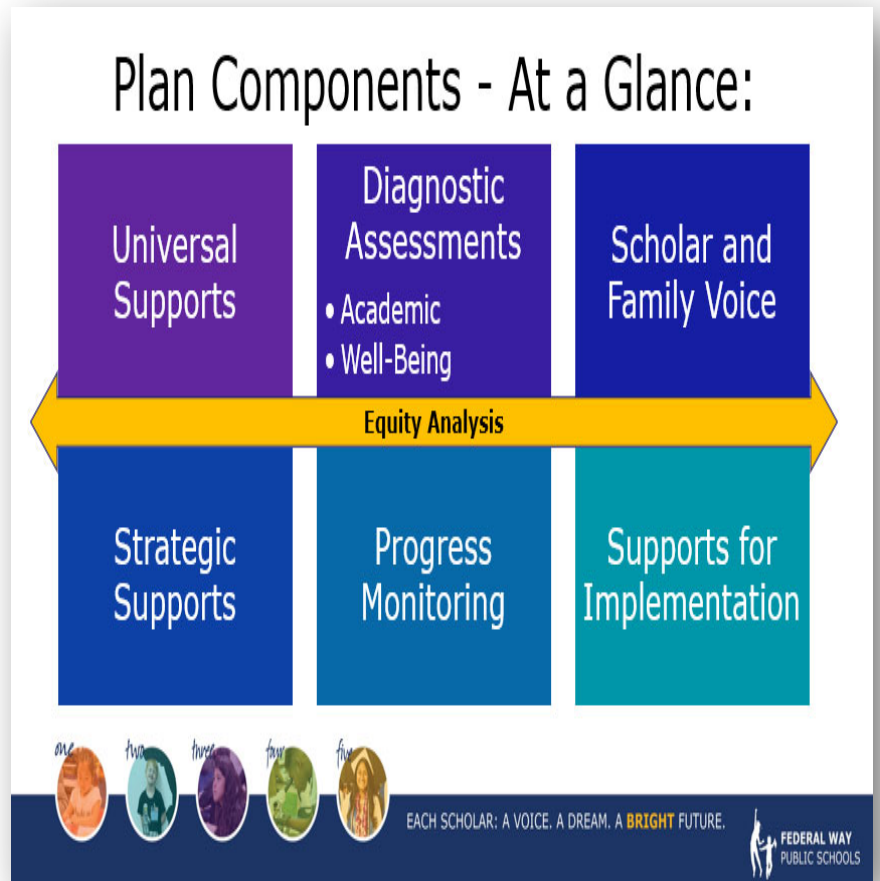 Plan Components - At a Glance:
Universal
Supports
Diagnostic
Assessments
• Academic
• Well-Being
Scholar and
Family Voice
Equity Analysis
Strategic
Supports
Progress
Monitoring
Supports for
Implementation
one two three four five
EACH SCHOLAR: A VOICE. A DREAM. A BRIGHT FUTURE.
FEDERAL WAY
PUBLIC SCHOOLS